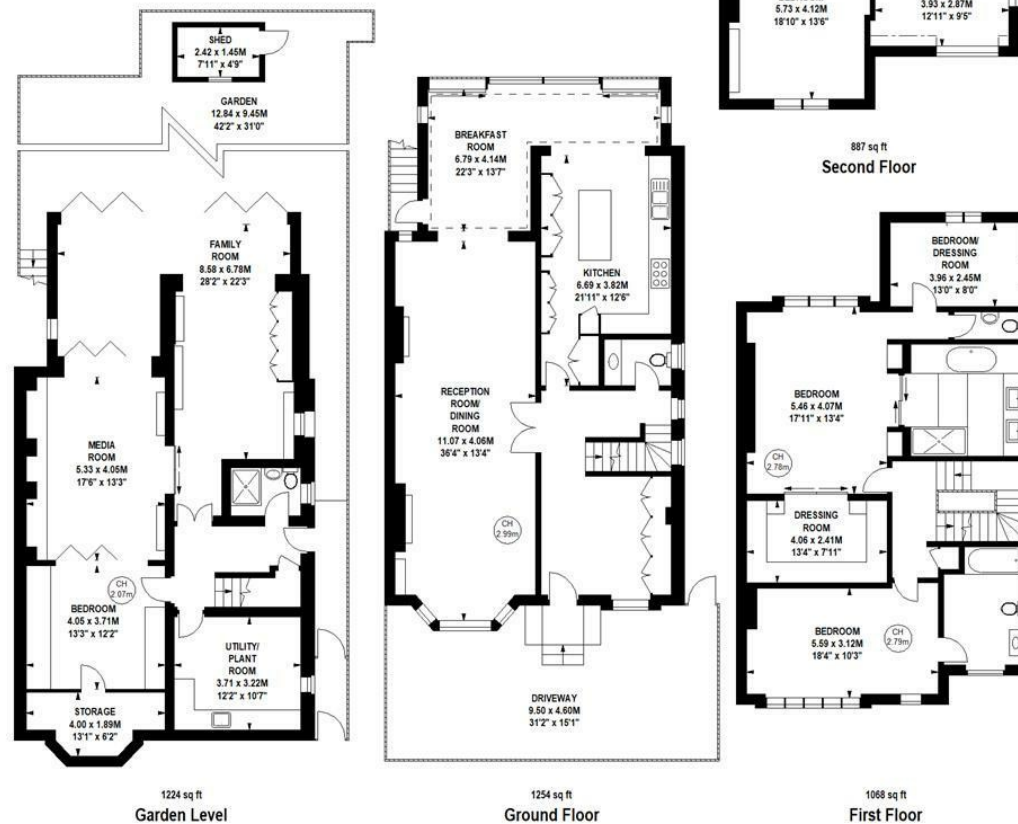 SHED
2.42 x 1.45M
7'11" x 4'9"
GARDEN
12.84 x 9.45M
42'2" x 31'0"
FAMILY
ROOM
8.58 x 6.78M
28'2" x 22'3"
MEDIA
ROOM
5.33 x 4.05M
17'6" x 13'3"
CH
2.07m
BEDROOM
4.05 x 3.71M
13'3" x 12'2"
UTILITY/
PLANT
ROOM
3.71 x 3.22M
12'2" x 10'7"
STORAGE
4.00 x 1.89M
13'1" x 6'2"
1224 sq ft
Garden Level
BREAKFAST
ROOM
6.79 x 4.14M
22'3" x 13'7"
KITCHEN
6.69 x 3.82M
21'11" x 12'6"
RECEPTION
ROOM/
DINING
ROOM
11.07 x 4.06M
36'4" x 13'4"
CH
2.99m
DRIVEWAY
9.50 x 4.60M
31'2" x 15'1"
1254 sq ft
Ground Floor
5.73 x 4.12M
18'10" x 13'6"
3.93 x 2.87M
12'11" x 9'5"
887 sq ft
Second Floor
BEDROOM/
DRESSING
ROOM
3.96 x 2.45M
13'0" x 8'0"
BEDROOM
5.46 x 4.07M
17'11" x 13'4"
CH
2.78m
DRESSING
ROOM
4.06 x 2.41M
13'4" x 7'11"
BEDROOM
5.59 x 3.12M
18'4" x 10'3"
CH
2.79m
1068 sq ft
First Floor